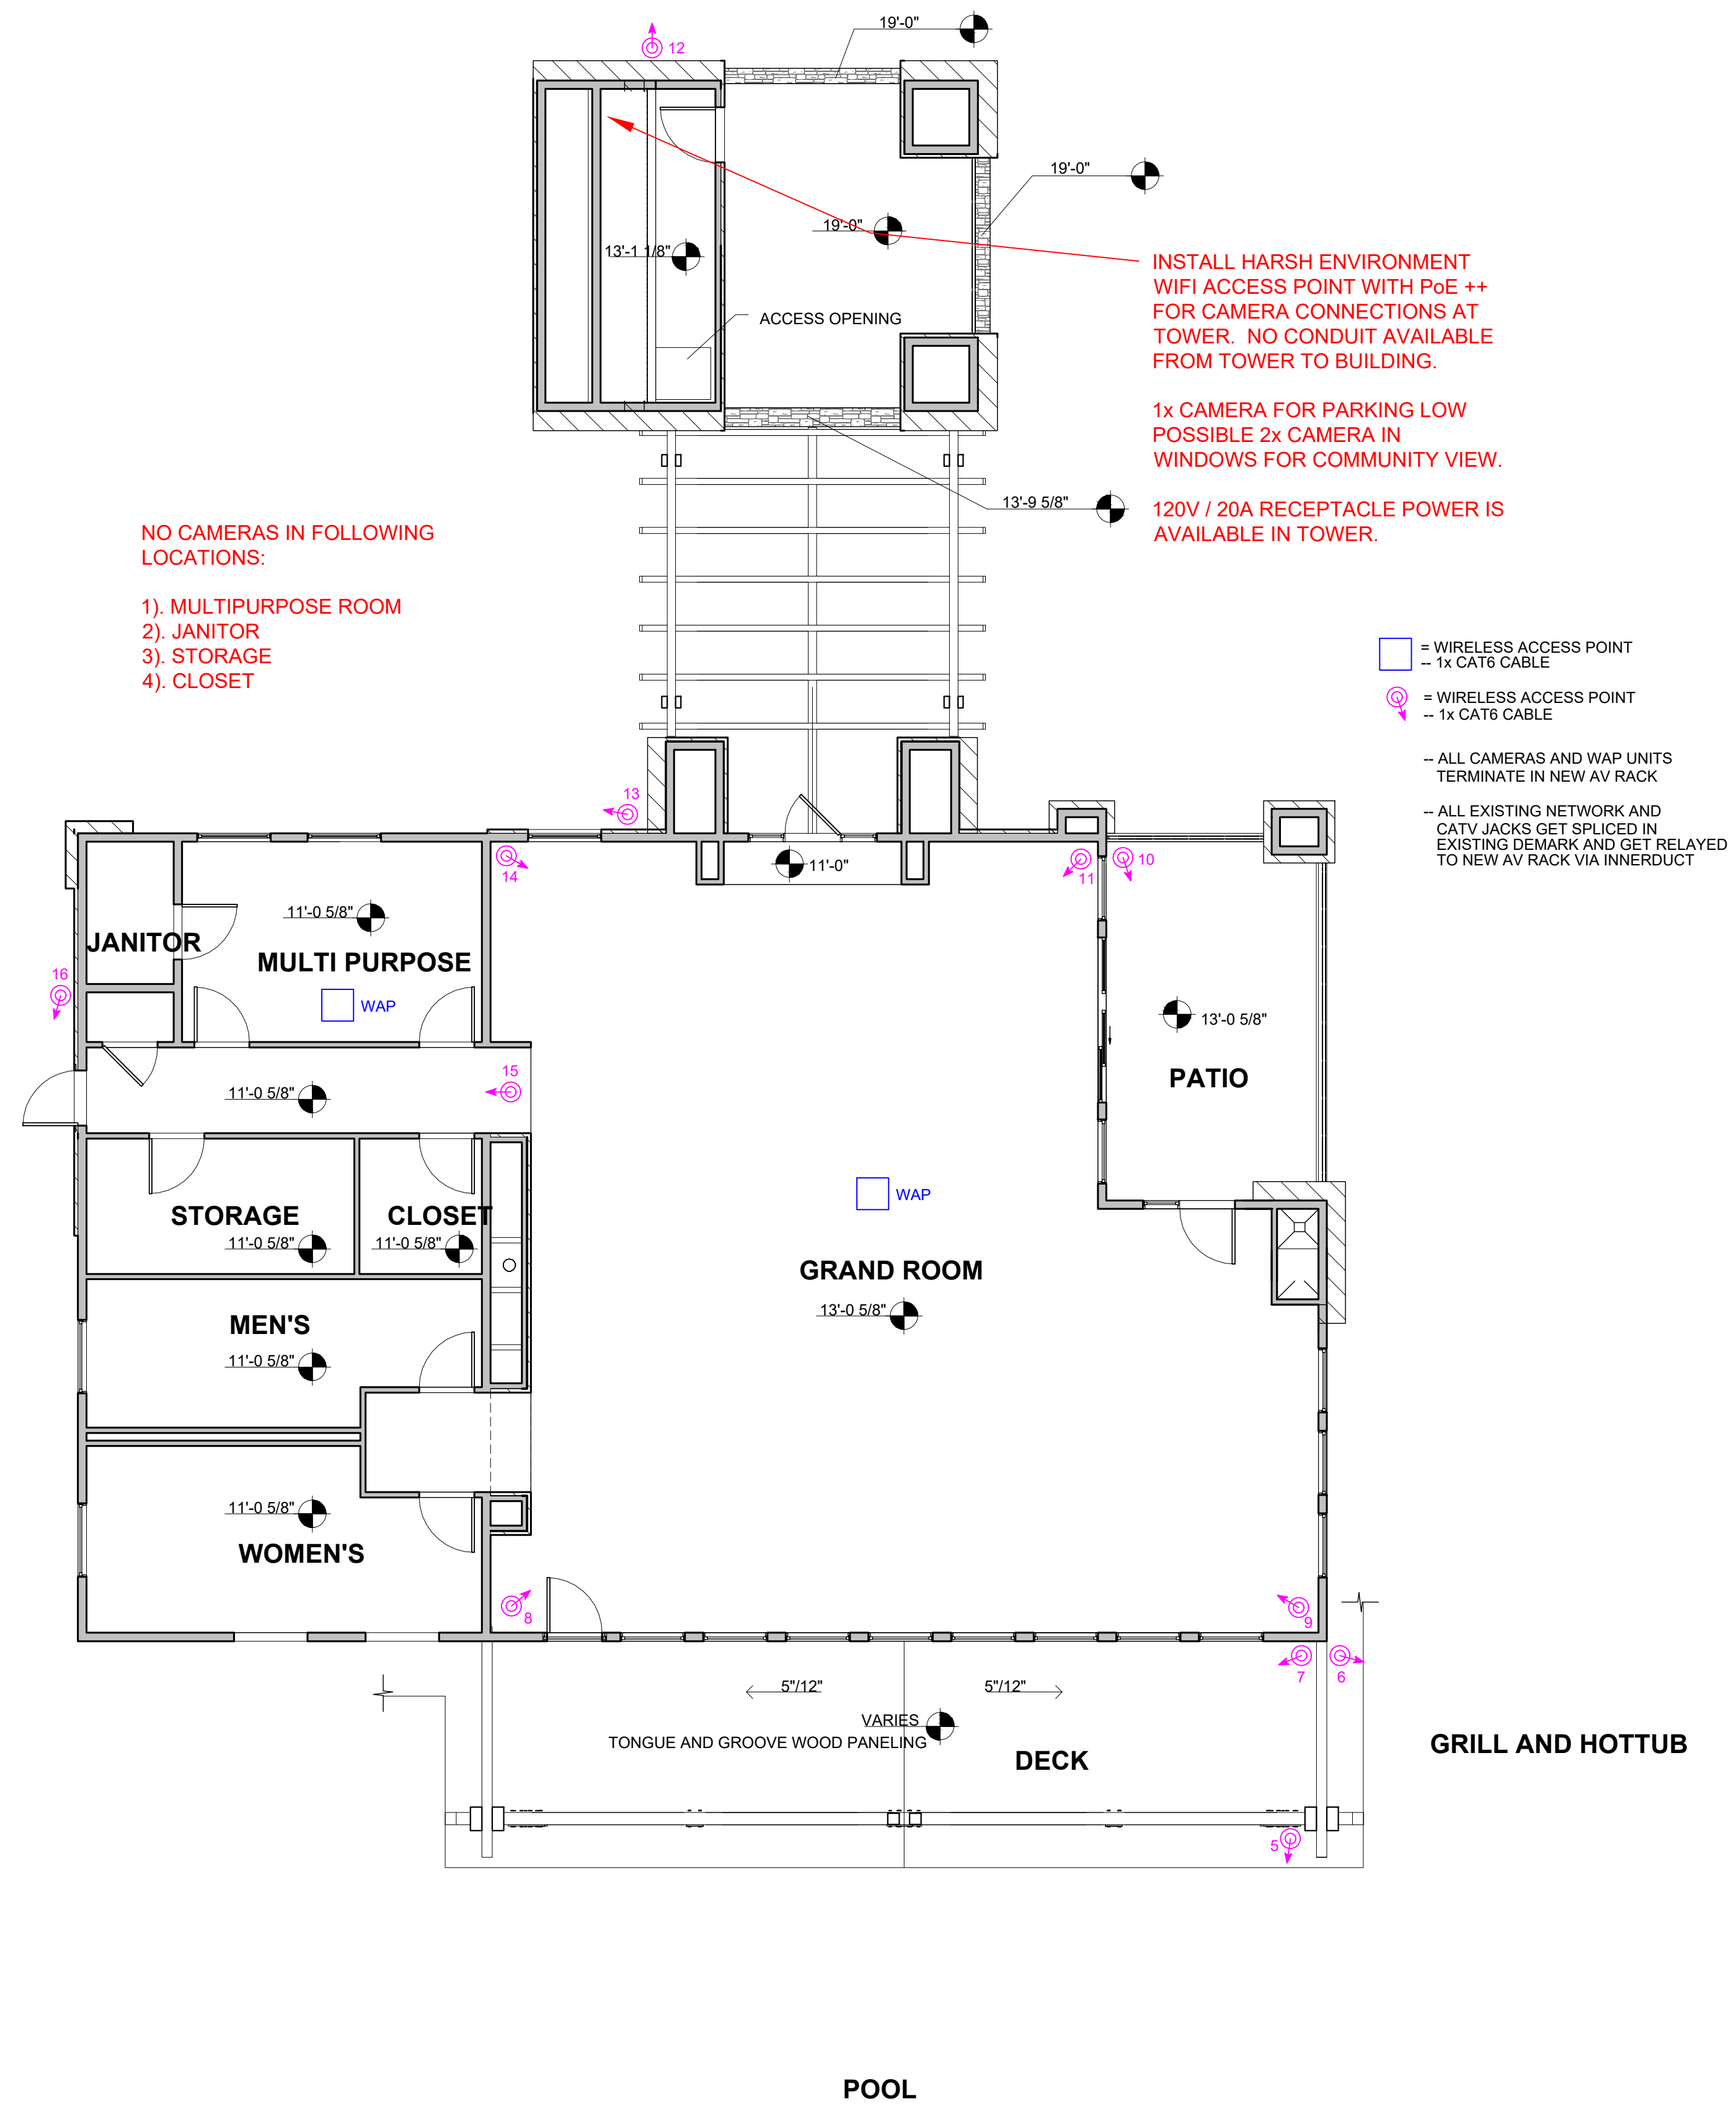 12
19'-0"
19'-0"
19'-0"
13'-1 1/8"
ACCESS OPENING
INSTALL HARSH ENVIRONMENT
WIFI ACCESS POINT WITH PoE ++
FOR CAMERA CONNECTIONS AT
TOWER. NO CONDUIT AVAILABLE
FROM TOWER TO BUILDING.
1x CAMERA FOR PARKING LOW
POSSIBLE 2x CAMERA IN
WINDOWS FOR COMMUNITY VIEW.
120V / 20A RECEPTACLE POWER IS
AVAILABLE IN TOWER.
13'-9 5/8"
NO CAMERAS IN FOLLOWING
LOCATIONS:
1). MULTIPURPOSE ROOM
2). JANITOR
3). STORAGE
4). CLOSET
= WIRELESS ACCESS POINT
-- 1x CAT6 CABLE
= WIRELESS ACCESS POINT
-- 1x CAT6 CABLE
-- ALL CAMERAS AND WAP UNITS
TERMINATE IN NEW AV RACK
-- ALL EXISTING NETWORK AND
CATV JACKS GET SPLICED IN
EXISTING DEMARK AND GET RELAYED
TO NEW AV RACK VIA INNERDUCT
13
14
11'-0"
11
10
11'-0 5/8"
JANITOR
MULTI PURPOSE
16
WAP
13'-0 5/8"
PATIO
15
11'-0 5/8"
WAP
STORAGE
CLOSET
11'-0 5/8"
11'-0 5/8"
GRAND ROOM
13'-0 5/8"
MEN'S
11'-0 5/8"
11'-0 5/8"
WOMEN'S
8
9
7
6
5"/12"
5"/12"
VARIES
TONGUE AND GROOVE WOOD PANELING
DECK
GRILL AND HOTTUB
5
POOL